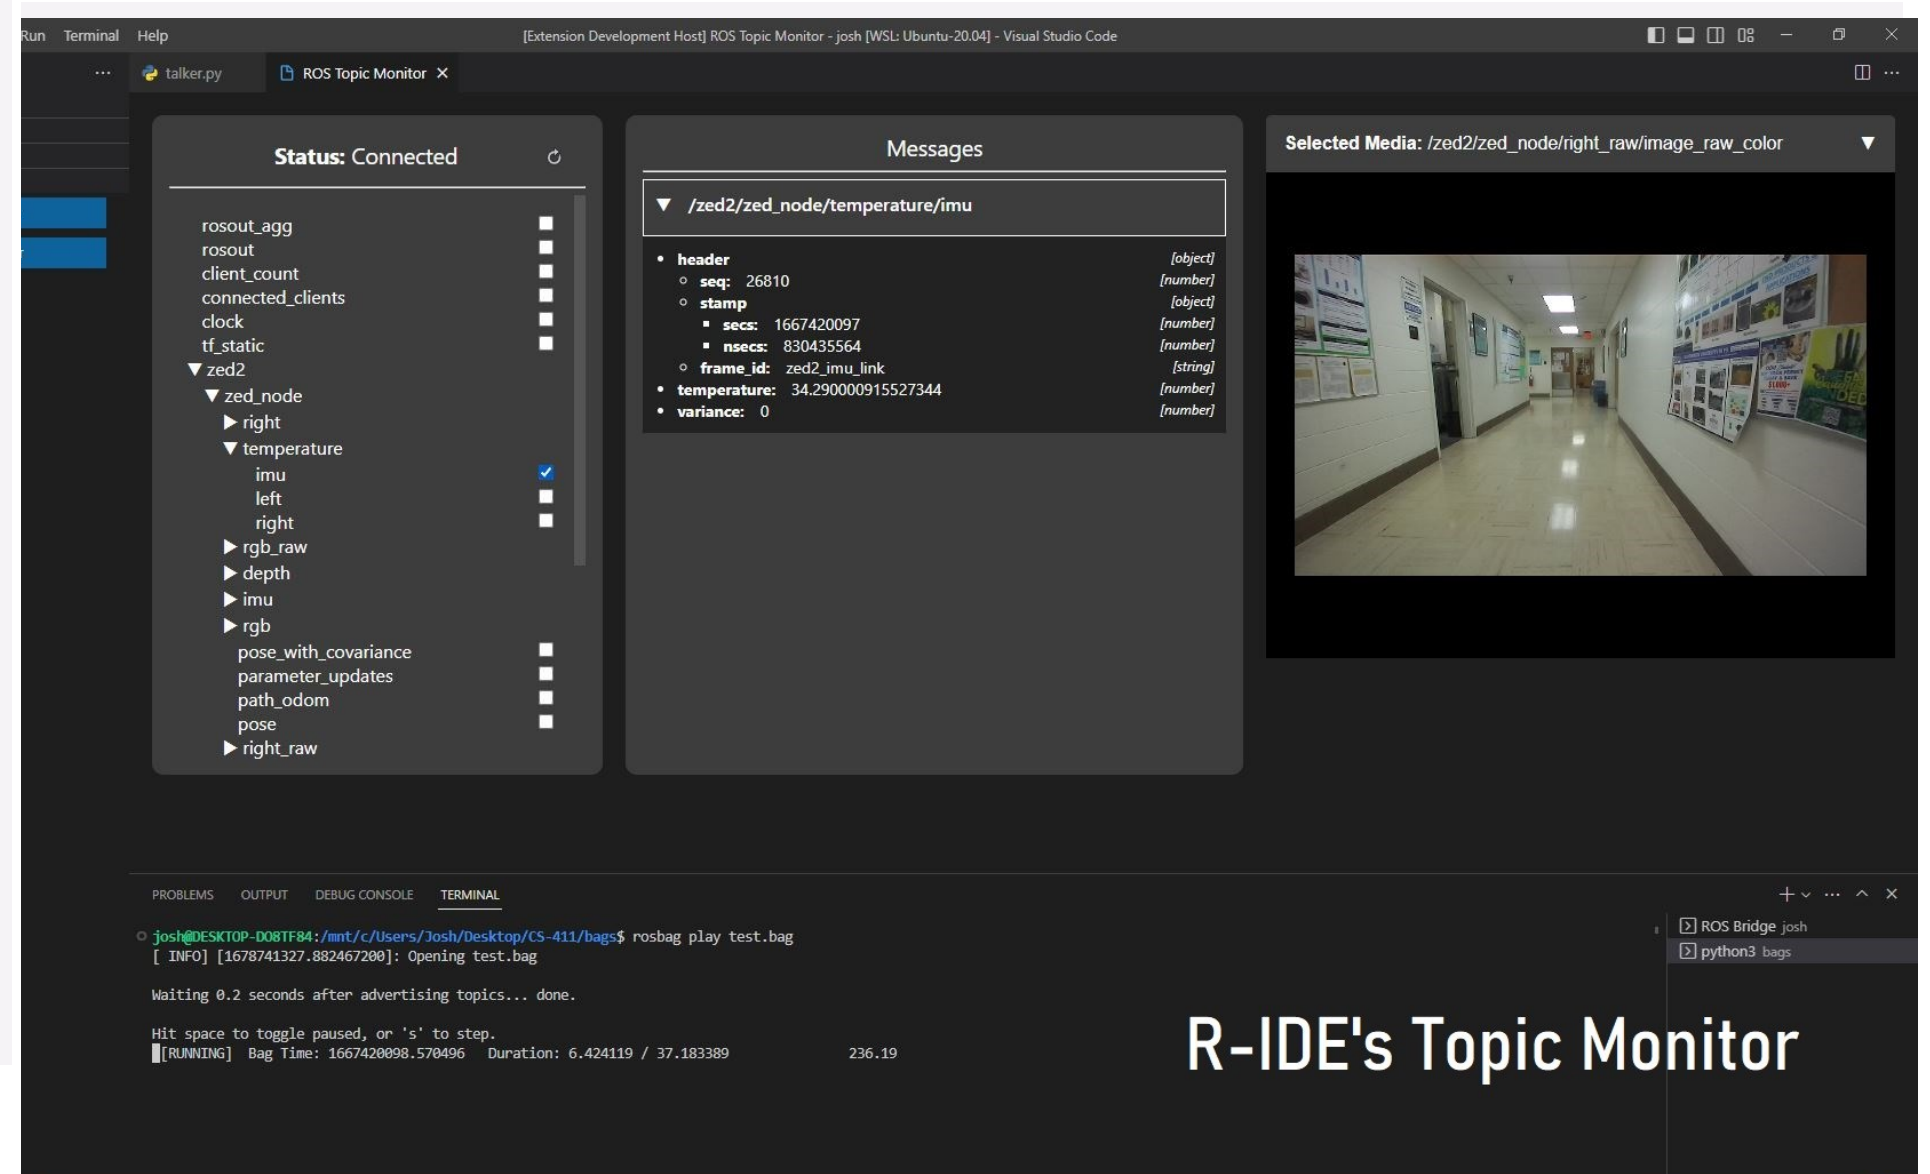 Run Terminal Help
[Extension Development Host] ROS Topic Monitor - josh [WSL: Ubuntu-20.04] - Visual Studio Code
talker.py
ROS Topic Monitor
Status: Connected
rosout_agg
rosout
client_count
connected_clients
clock
tf_static
▼ zed2
▼ zed_node
▶ right
▼ temperature
imu
left
right
▶ rgb_raw
▶ depth
▶ imu
▶ rgb
pose_with_covariance
parameter_updates
path_odom
pose
▶ right_raw
Messages
▼ /zed2/zed_node/temperature/imu
• header [object]
◦ seq: 26810 [number]
◦ stamp [object]
▪ secs: 1667420097 [number]
▪ nsecs: 830435564 [number]
◦ frame_id: zed2_imu_link [string]
• temperature: 34.290000915527344 [number]
• variance: 0 [number]
Selected Media: /zed2/zed_node/right_raw/image_raw_color ▼
$1,000+
PROBLEMS OUTPUT DEBUG CONSOLE TERMINAL
josh@DESKTOP-DO8TF84:/mnt/c/Users/Josh/Desktop/CS-411/bags$ rosbag play test.bag
[ INFO] [1678741327.882467200]: Opening test.bag
Waiting 0.2 seconds after advertising topics... done.
Hit space to toggle paused, or 's' to step.
[RUNNING] Bag Time: 1667420098.570496 Duration: 6.424119 / 37.183389 236.19
ROS Bridge josh
python3 bags
R-IDE's Topic Monitor